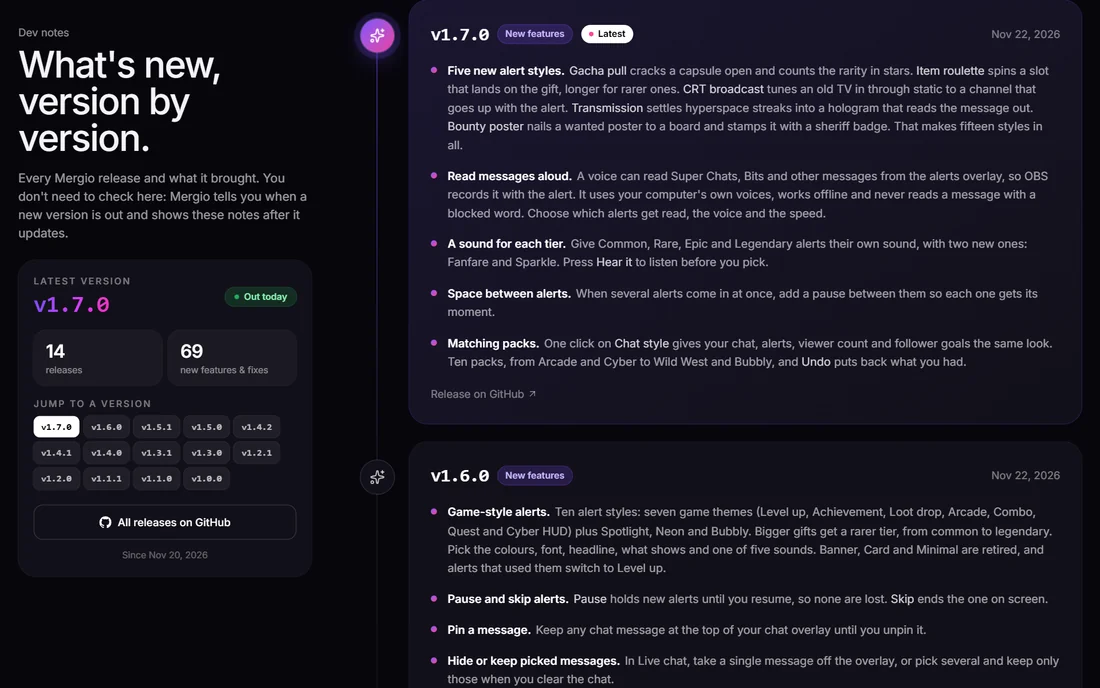 Dev notes
What's new,
version by
version.
Every Mergio release and what it brought. You
don't need to check here: Mergio tells you when a
new version is out and shows these notes after it
updates.
LATEST VERSION
v1.7.0
Out today
14
releases
69
new features & fixes
JUMP TO A VERSION
v1.7.0 v1.6.0 v1.5.1 v1.5.0 v1.4.2
v1.4.1 v1.4.0 v1.3.1 v1.3.0 v1.2.1
v1.2.0 v1.1.1 v1.1.0 v1.0.0
All releases on GitHub
Since Nov 20, 2026
v1.7.0 New features Latest Nov 22, 2026
Five new alert styles. Gacha pull cracks a capsule open and counts the rarity in stars. Item roulette spins a slot
that lands on the gift, longer for rarer ones. CRT broadcast tunes an old TV in through static to a channel that
goes up with the alert. Transmission settles hyperspace streaks into a hologram that reads the message out.
Bounty poster nails a wanted poster to a board and stamps it with a sheriff badge. That makes fifteen styles in
all.
Read messages aloud. A voice can read Super Chats, Bits and other messages from the alerts overlay, so OBS
records it with the alert. It uses your computer's own voices, works offline and never reads a message with a
blocked word. Choose which alerts get read, the voice and the speed.
A sound for each tier. Give Common, Rare, Epic and Legendary alerts their own sound, with two new ones:
Fanfare and Sparkle. Press Hear it to listen before you pick.
Space between alerts. When several alerts come in at once, add a pause between them so each one gets its
moment.
Matching packs. One click on Chat style gives your chat, alerts, viewer count and follower goals the same look.
Ten packs, from Arcade and Cyber to Wild West and Bubbly, and Undo puts back what you had.
Release on GitHub ↗
v1.6.0 New features Nov 22, 2026
Game-style alerts. Ten alert styles: seven game themes (Level up, Achievement, Loot drop, Arcade, Combo,
Quest and Cyber HUD) plus Spotlight, Neon and Bubbly. Bigger gifts get a rarer tier, from common to legendary.
Pick the colours, font, headline, what shows and one of five sounds. Banner, Card and Minimal are retired, and
alerts that used them switch to Level up.
Pause and skip alerts. Pause holds new alerts until you resume, so none are lost. Skip ends the one on screen.
Pin a message. Keep any chat message at the top of your chat overlay until you unpin it.
Hide or keep picked messages. In Live chat, take a single message off the overlay, or pick several and keep only
those when you clear the chat.